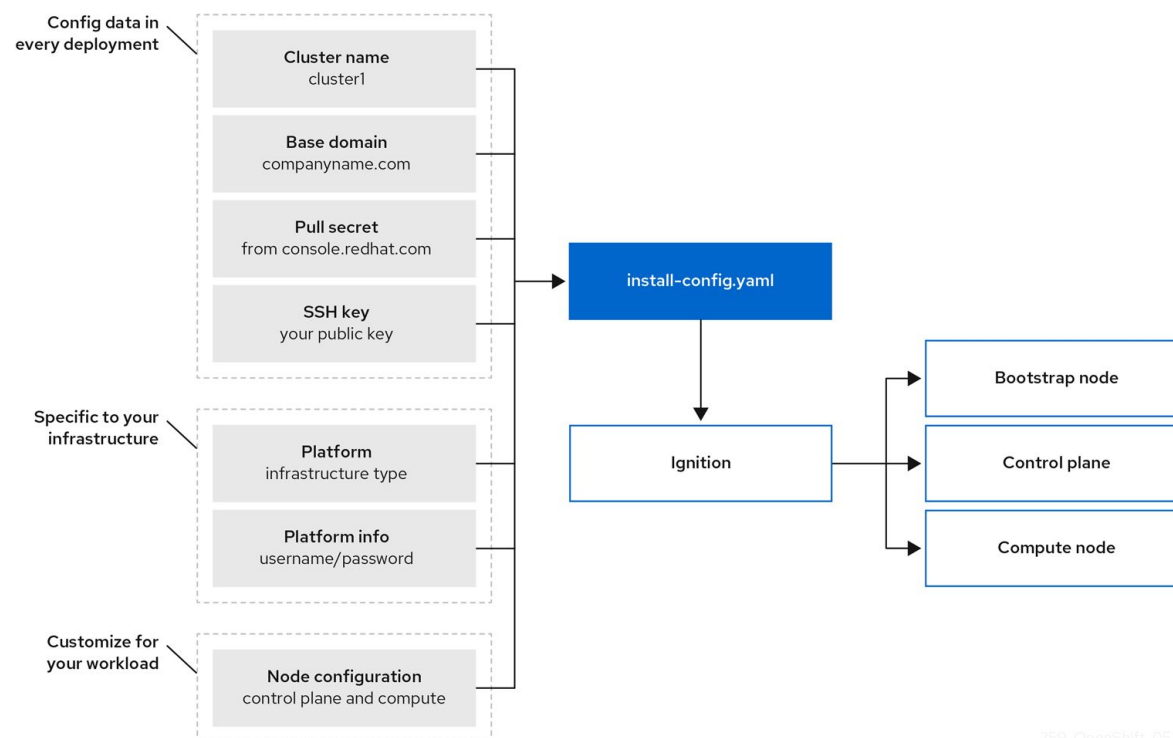 Config data in
every deployment
Cluster name
cluster1
Base domain
companyname.com
Pull secret
from console.redhat.com
SSH key
your public key
Specific to your
infrastructure
Platform
infrastructure type
Platform info
username/password
Customize for
your workload
Node configuration
control plane and compute
install-config.yaml
Ignition
Bootstrap node
Control plane
Compute node